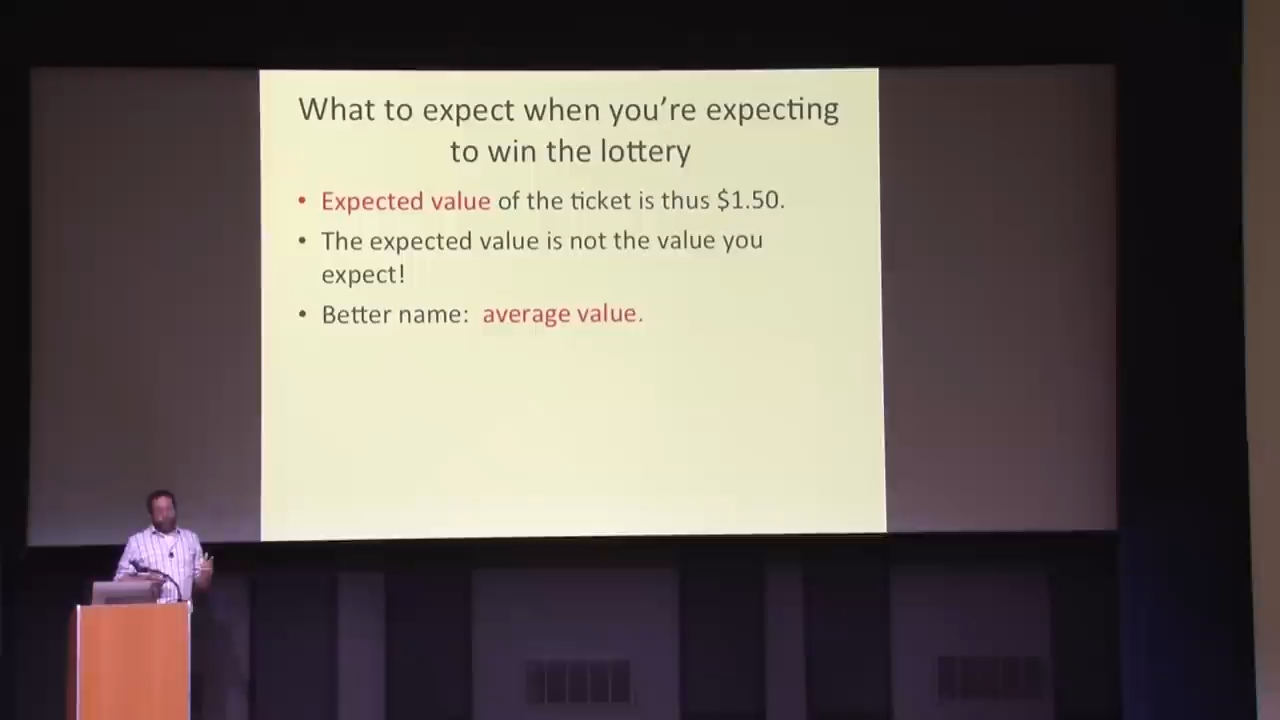 What to expect when you're expecting
to win the lottery
• Expected value of the ticket is thus $1.50.
• The expected value is not the value you
expect!
• Better name: average value.